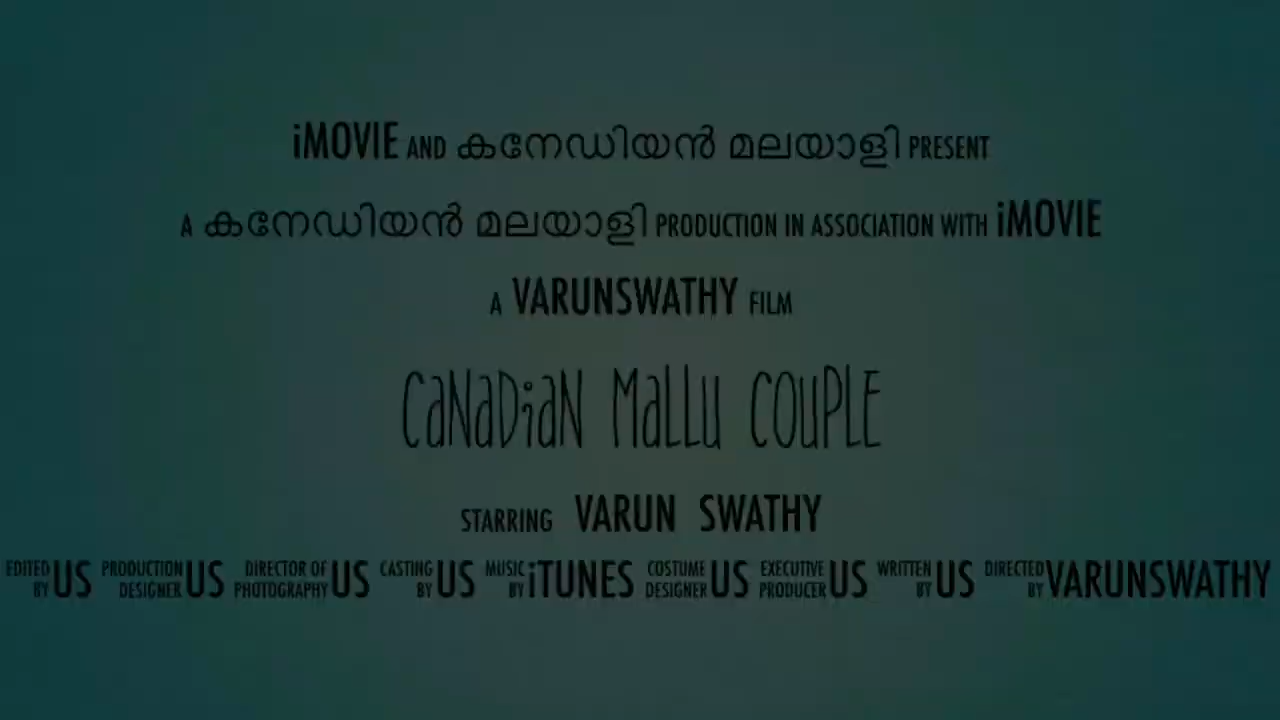 iMOVIE AND കനേഡിയൻ മലയാളി PRESENT
A കനേഡിയൻ മലയാളി PRODUCTION IN ASSOCIATION WITH iMOVIE
A VARUNSWATHY FILM
CaNaDiaN MaLLU COUPLE
STARRING VARUN SWATHY
EDITED BY US PRODUCTION DESIGNER US DIRECTOR OF PHOTOGRAPHY US CASTING BY US MUSIC BY iTUNES COSTUME DESIGNER US EXECUTIVE PRODUCER US WRITTEN BY US DIRECTED BY VARUNSWATHY